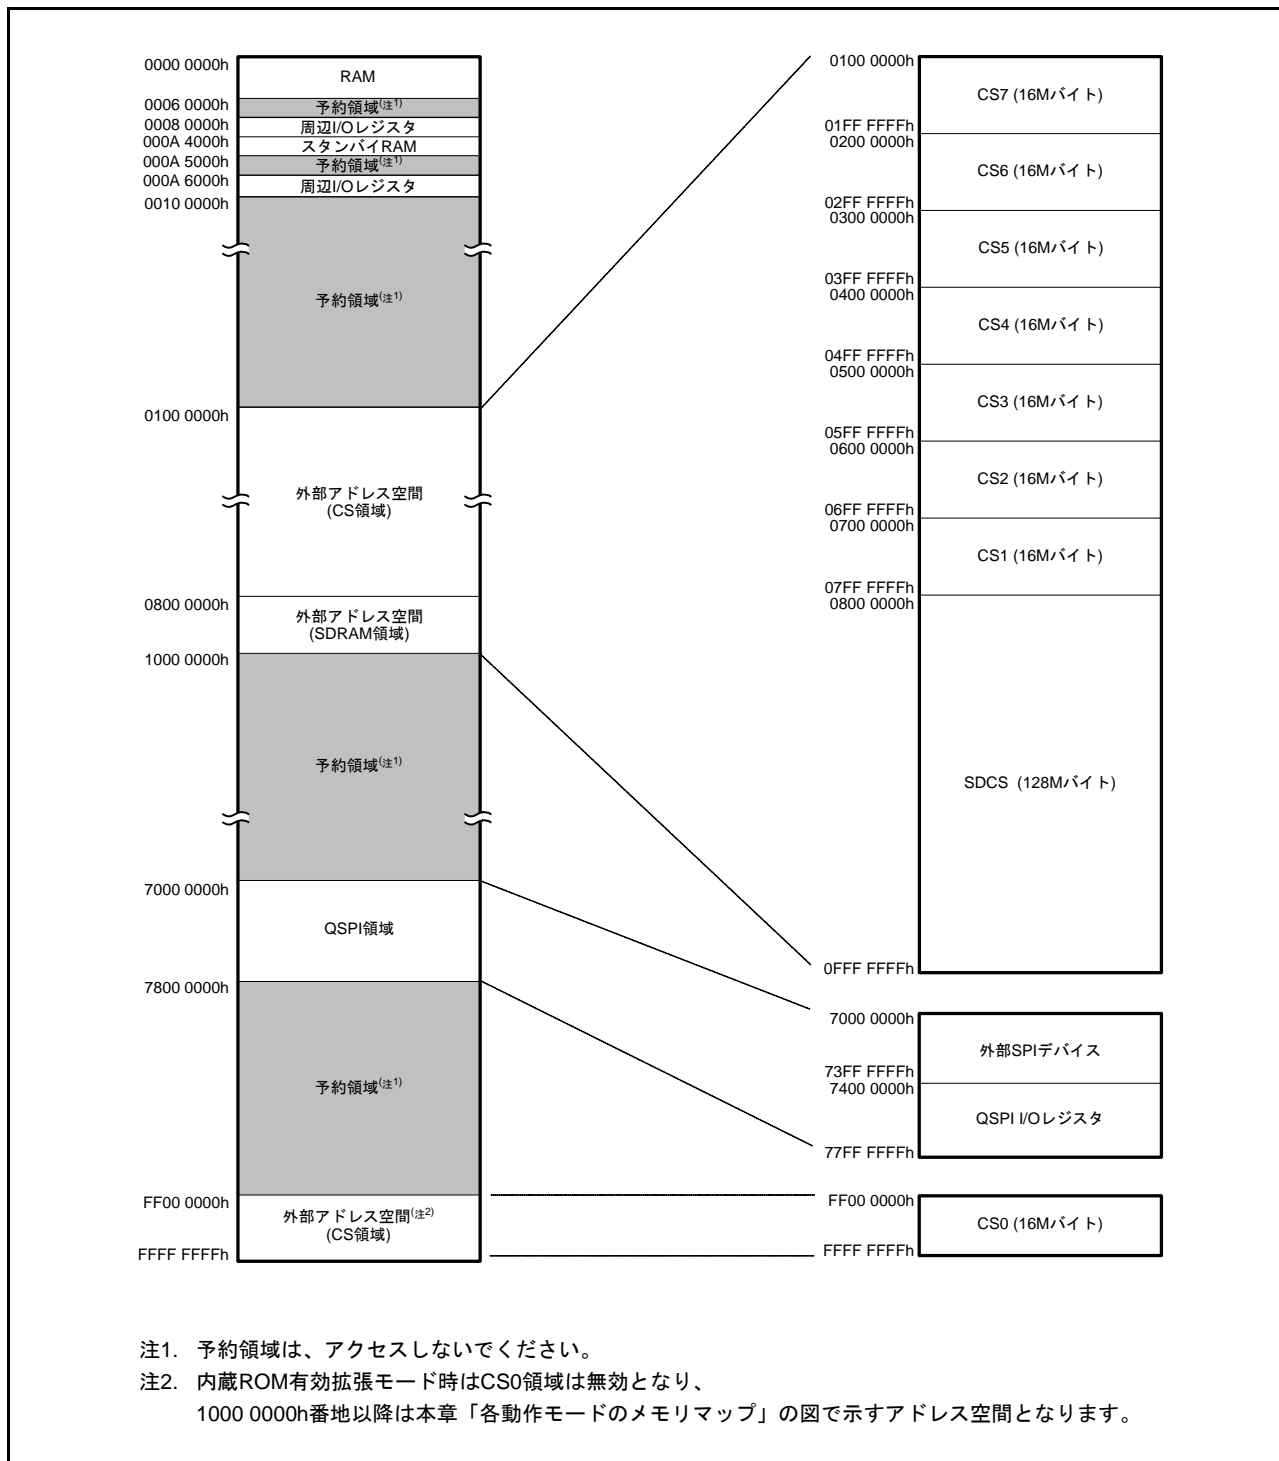 0000 0000h
RAM
0006 0000h
予約領域(注1)
0008 0000h
周辺I/Oレジスタ
000A 4000h
スタンバイRAM
000A 5000h
予約領域(注1)
000A 6000h
周辺I/Oレジスタ
0010 0000h
予約領域(注1)
0100 0000h
外部アドレス空間
(CS領域)
0800 0000h
外部アドレス空間
(SDRAM領域)
1000 0000h
予約領域(注1)
7000 0000h
QSPI領域
7800 0000h
予約領域(注1)
FF00 0000h
外部アドレス空間(注2)
(CS領域)
FFFF FFFFh
0100 0000h
CS7 (16Mバイト)
01FF FFFFh
0200 0000h
CS6 (16Mバイト)
02FF FFFFh
0300 0000h
CS5 (16Mバイト)
03FF FFFFh
0400 0000h
CS4 (16Mバイト)
04FF FFFFh
0500 0000h
CS3 (16Mバイト)
05FF FFFFh
0600 0000h
CS2 (16Mバイト)
06FF FFFFh
0700 0000h
CS1 (16Mバイト)
07FF FFFFh
0800 0000h
SDCS (128Mバイト)
0FFF FFFFh
7000 0000h
外部SPIデバイス
73FF FFFFh
7400 0000h
QSPI I/Oレジスタ
77FF FFFFh
FF00 0000h
CS0 (16Mバイト)
FFFF FFFFh
注1. 予約領域は、アクセスしないでください。
注2. 内蔵ROM有効拡張モード時はCS0領域は無効となり、
1000 0000h番地以降は本章「各動作モードのメモリマップ」の図で示すアドレス空間となります。